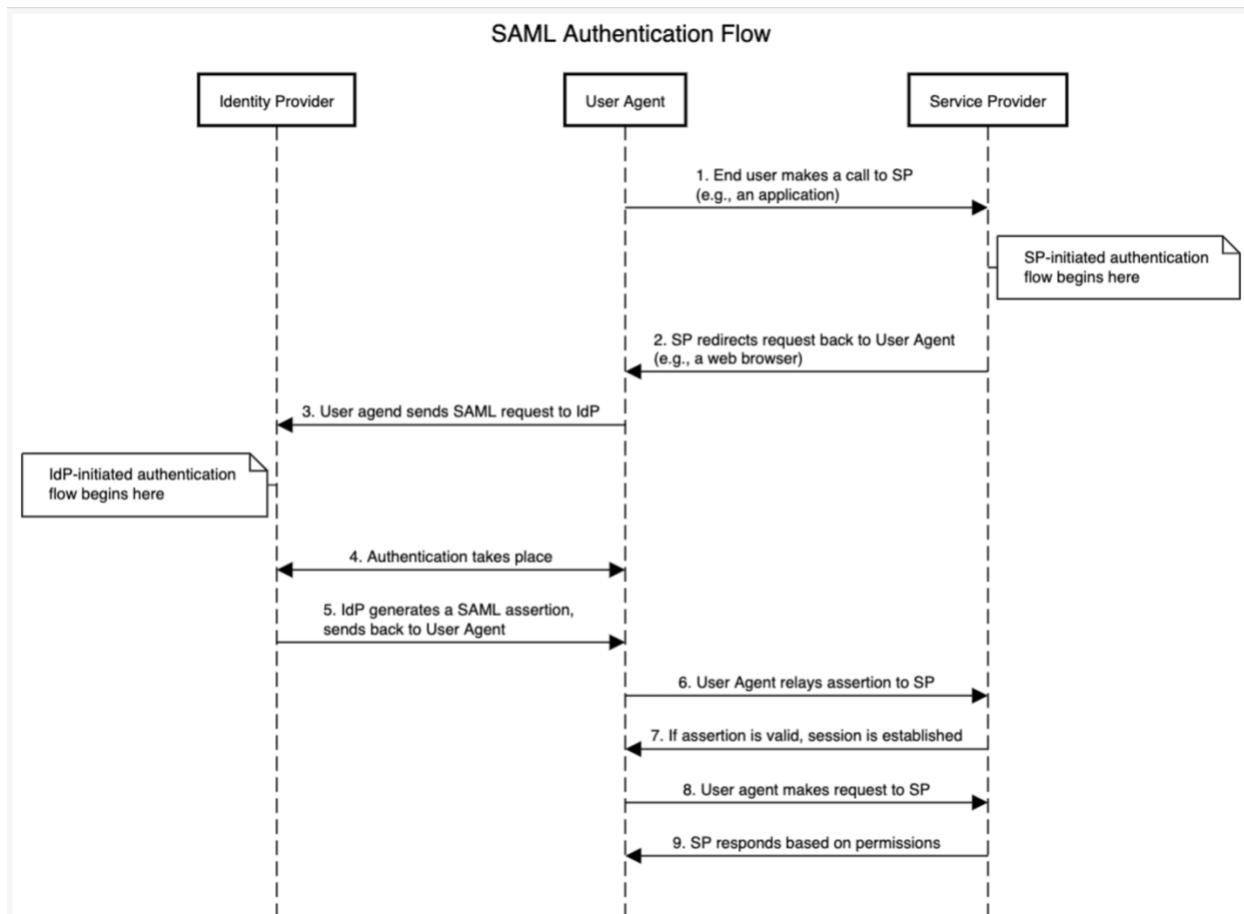 SAML Authentication Flow
Identity Provider
User Agent
Service Provider
1. End user makes a call to SP
(e.g., an application)
SP-initiated authentication
flow begins here
2. SP redirects request back to User Agent
(e.g., a web browser)
3. User agend sends SAML request to IdP
IdP-initiated authentication
flow begins here
4. Authentication takes place
5. IdP generates a SAML assertion,
sends back to User Agent
6. User Agent relays assertion to SP
7. If assertion is valid, session is established
8. User agent makes request to SP
9. SP responds based on permissions